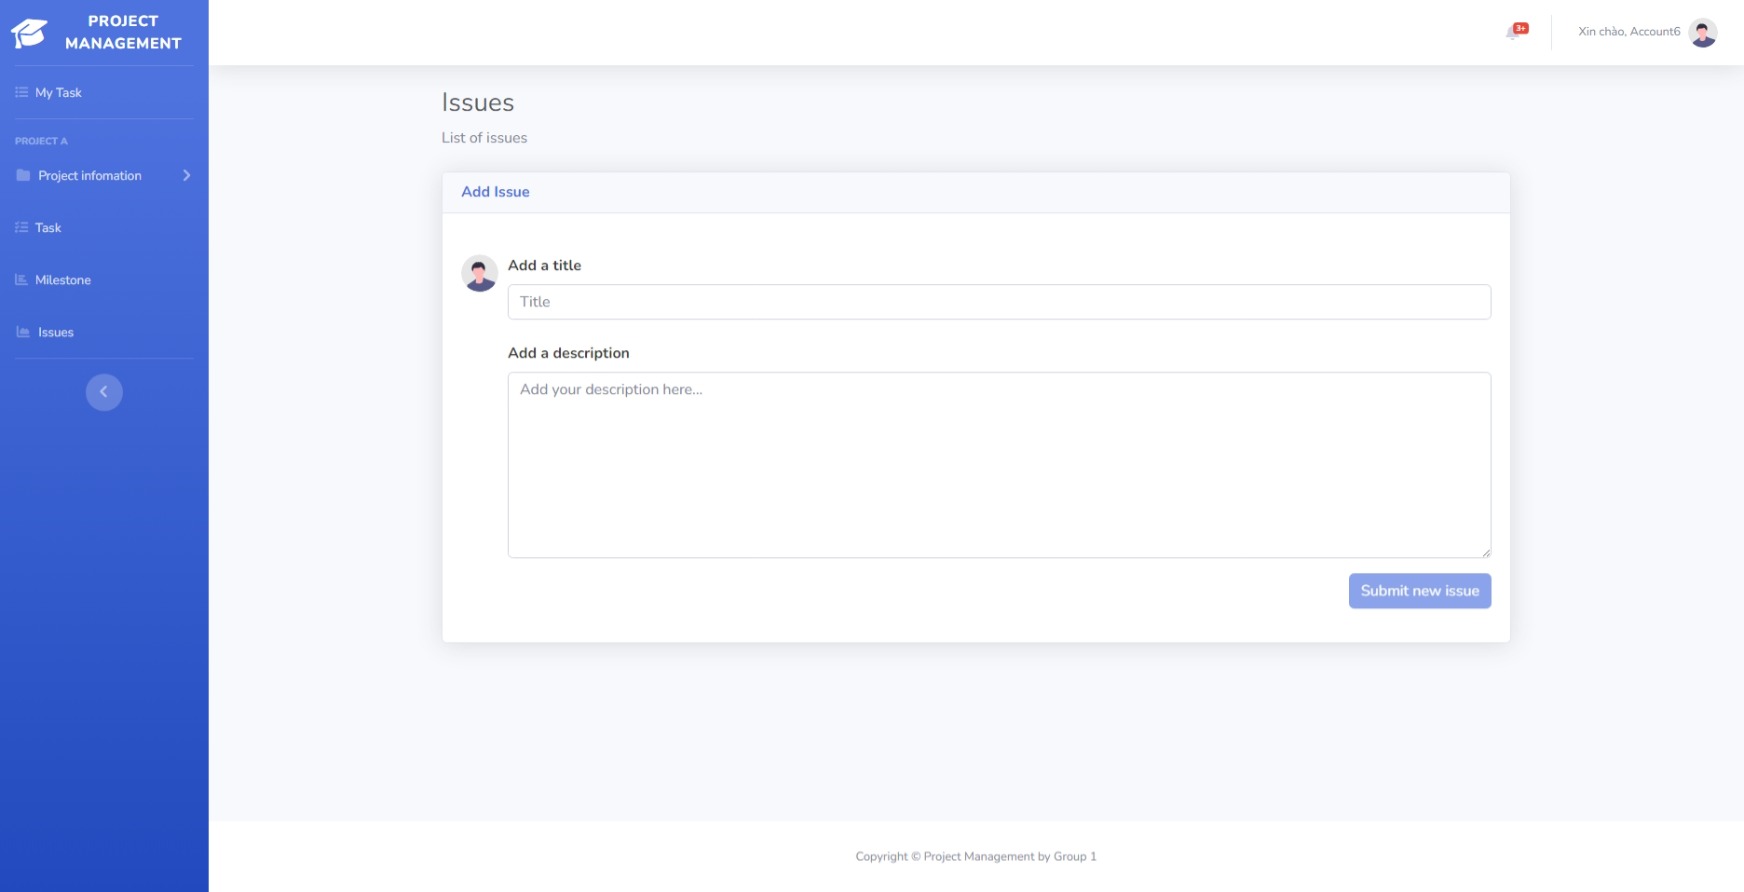 PROJECT
MANAGEMENT
My Task
PROJECT A
Project infomation
Task
Milestone
Issues
3+
Xin chào, Account6
Issues
List of issues
Add Issue
Add a title
Title
Add a description
Add your description here...
Submit new issue
Copyright © Project Management by Group 1